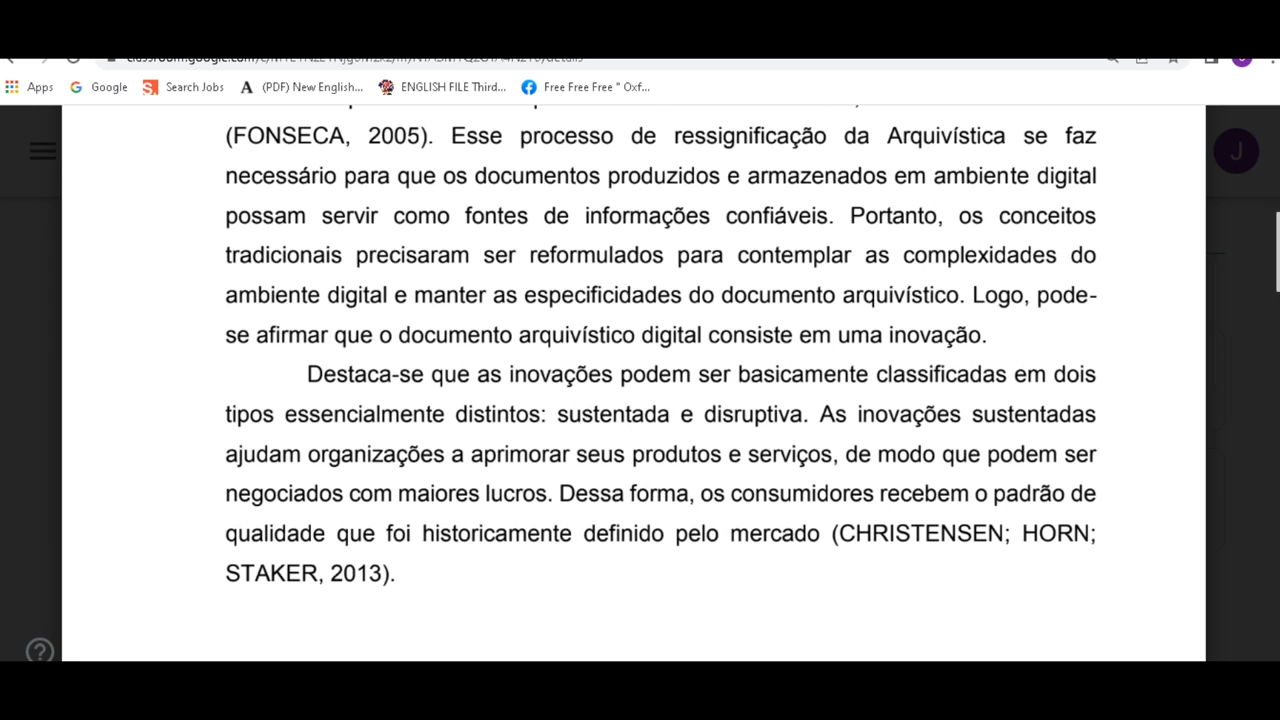 Apps Google Search Jobs (PDF) New English... ENGLISH FILE Third... Free Free Free " Oxf...
(FONSECA, 2005). Esse processo de ressignificação da Arquivística se faz
J
necessário para que os documentos produzidos e armazenados em ambiente digital
possam servir como fontes de informações confiáveis. Portanto, os conceitos
tradicionais precisaram ser reformulados para contemplar as complexidades do
ambiente digital e manter as especificidades do documento arquivístico. Logo, pode-
se afirmar que o documento arquivístico digital consiste em uma inovação.
Destaca-se que as inovações podem ser basicamente classificadas em dois
tipos essencialmente distintos: sustentada e disruptiva. As inovações sustentadas
ajudam organizações a aprimorar seus produtos e serviços, de modo que podem ser
negociados com maiores lucros. Dessa forma, os consumidores recebem o padrão de
qualidade que foi historicamente definido pelo mercado (CHRISTENSEN; HORN;
STAKER, 2013).